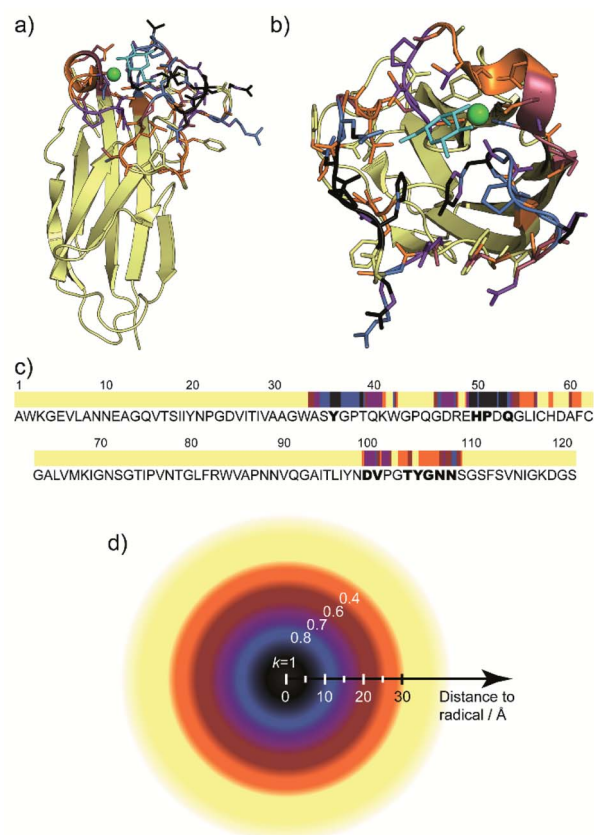 a)
b)
c)
1 10 20 30 40 50 60
AWKGEVLANNEAGQVTSIIYNPGDVITIVAAGWASYGPTQKWGPQGDREHPDQGLICHDAFC
70 80 90 100 110 120
GALVMKIGNSGTIPVNTGLFRWVAPNNVQGAITLIYNDVPGTYGNNSGSFSVNIGKDGS
d)
0.4
0.6
0.7
0.8
k=1
0 10 20 30
Distance to
radical / Å